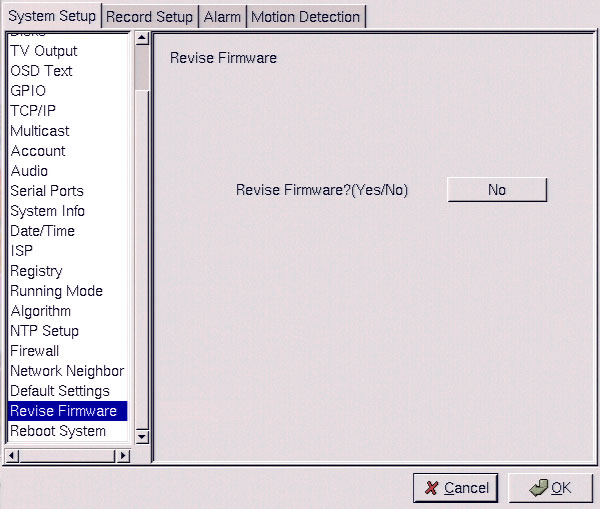 System Setup
Record Setup
Alarm
Motion Detection
Disks
TV Output
OSD Text
GPIO
TCP/IP
Multicast
Account
Audio
Serial Ports
System Info
Date/Time
ISP
Registry
Running Mode
Algorithm
NTP Setup
Firewall
Network Neighbor
Default Settings
Revise Firmware
Reboot System
Revise Firmware
Revise Firmware?(Yes/No)
No
Cancel
OK